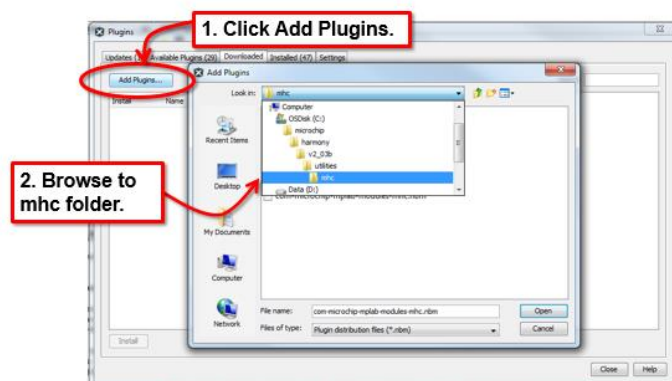 Plugins
1. Click Add Plugins.
Updates (3) Available Plugins (29) Downloaded Installed (47) Settings
Add Plugins...
Add Plugins
Install Name
Look in: mhc
Computer
OSDisk (C:)
microchip
harmony
v2_03b
utilities
mhc
Data (D:)
com-microchip-mplab-modules-mhc.nbm
Recent Items
Desktop
My Documents
Computer
Network
2. Browse to
mhc folder.
File name: com-microchip-mplab-modules-mhc.nbm Open
Files of type: Plugin distribution files (*.nbm) Cancel
Install
Close Help